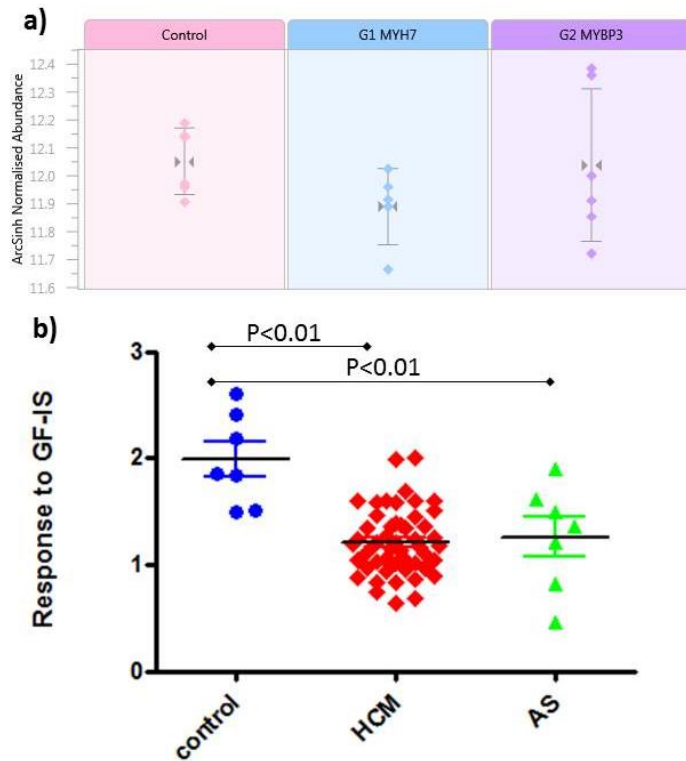 a)
Control G1 MYH7 G2 MYBP3
ArcSinh Normalised Abundance
12.4
12.3
12.2
12.1
12.0
11.9
11.8
11.7
11.6
b)
P<0.01
P<0.01
Response to GF-IS
3
2
1
0
control HCM AS